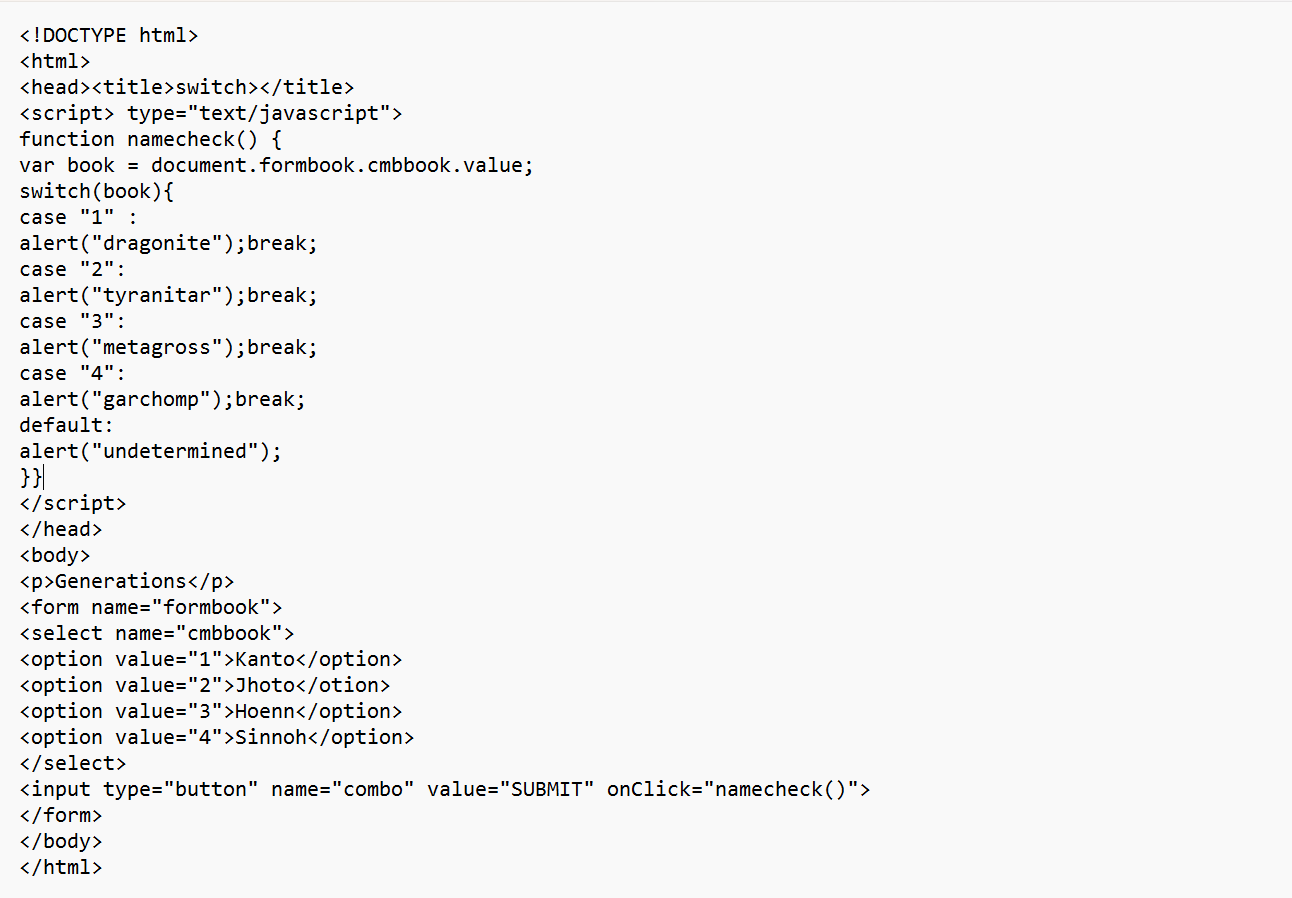 <!DOCTYPE html>
<html>
<head><title>switch></title>
<script> type="text/javascript">
function namecheck() {
var book = document.formbook.cmbbook.value;
switch(book){
case "1" :
alert("dragonite");break;
case "2":
alert("tyranitar");break;
case "3":
alert("metagross");break;
case "4":
alert("garchomp");break;
default:
alert("undetermined");
}}
</script>
</head>
<body>
<p>Generations</p>
<form name="formbook">
<select name="cmbbook">
<option value="1">Kanto</option>
<option value="2">Jhoto</otion>
<option value="3">Hoenn</option>
<option value="4">Sinnoh</option>
</select>
<input type="button" name="combo" value="SUBMIT" onClick="namecheck()">
</form>
</body>
</html>